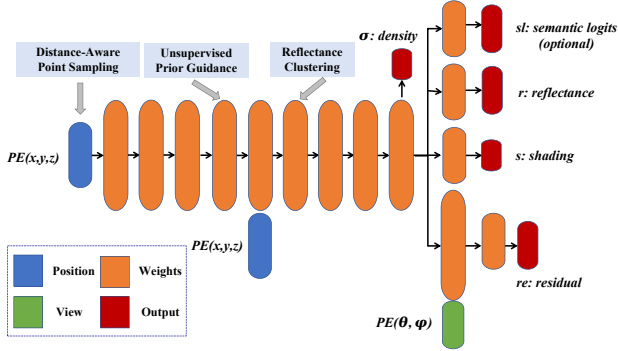 Distance-Aware
Point Sampling
Unsupervised
Prior Guidance
Reflectance
Clustering
σ: density
sl: semantic logits
(optional)
r: reflectance
PE(x,y,z)
s: shading
PE(x,y,z)
re: residual
PE(θ, φ)
Position
Weights
View
Output